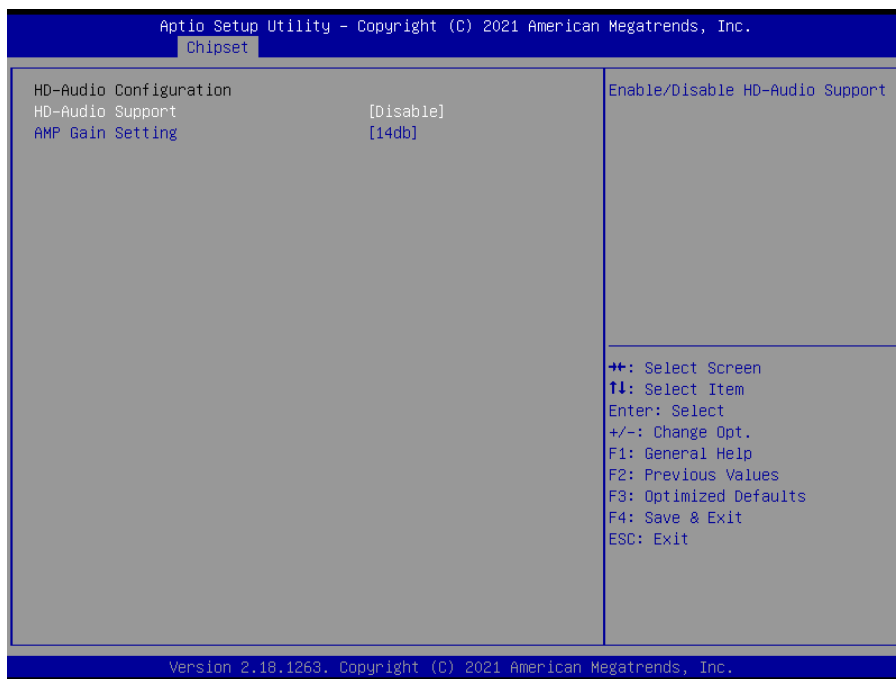 Aptio Setup Utility – Copyright (C) 2021 American Megatrends, Inc.
Chipset
HD-Audio Configuration
HD-Audio Support [Disable]
AMP Gain Setting [14db]
Enable/Disable HD-Audio Support
→←: Select Screen
↑↓: Select Item
Enter: Select
+/-: Change Opt.
F1: General Help
F2: Previous Values
F3: Optimized Defaults
F4: Save & Exit
ESC: Exit
Version 2.18.1263. Copyright (C) 2021 American Megatrends, Inc.